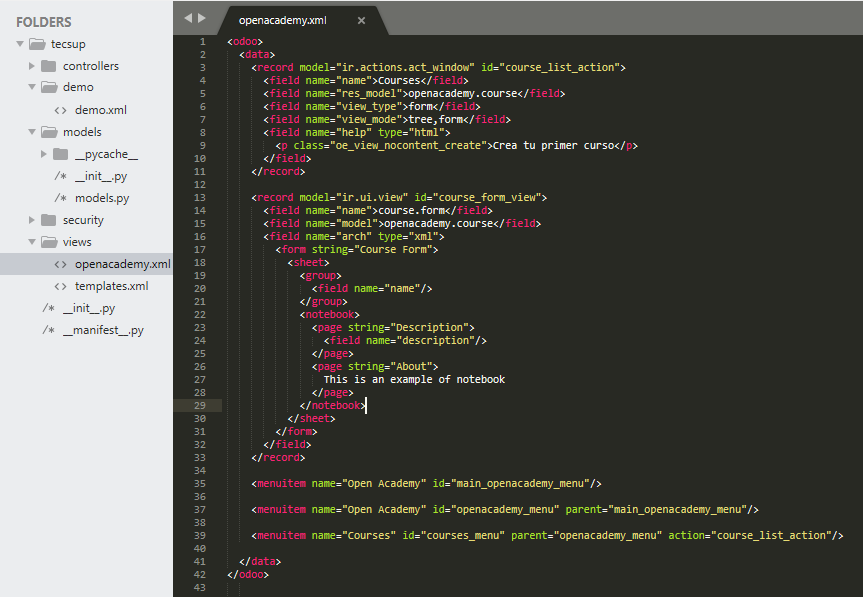 FOLDERS
tecsup
controllers
demo
<> demo.xml
models
__pycache__
/* __init__.py
/* models.py
security
views
<> openacademy.xml
<> templates.xml
/* __init__.py
/* __manifest__.py
openacademy.xml ×
1 <odoo>
2   <data>
3     <record model="ir.actions.act_window" id="course_list_action">
4       <field name="name">Courses</field>
5       <field name="res_model">openacademy.course</field>
6       <field name="view_type">form</field>
7       <field name="view_mode">tree,form</field>
8       <field name="help" type="html">
9         <p class="oe_view_nocontent_create">Crea tu primer curso</p>
10       </field>
11     </record>
12
13     <record model="ir.ui.view" id="course_form_view">
14       <field name="name">course.form</field>
15       <field name="model">openacademy.course</field>
16       <field name="arch" type="xml">
17         <form string="Course Form">
18           <sheet>
19             <group>
20               <field name="name"/>
21             </group>
22             <notebook>
23               <page string="Description">
24                 <field name="description"/>
25               </page>
26               <page string="About">
27                 This is an example of notebook
28               </page>
29             </notebook>
30           </sheet>
31         </form>
32       </field>
33     </record>
34
35     <menuitem name="Open Academy" id="main_openacademy_menu"/>
36
37     <menuitem name="Open Academy" id="openacademy_menu" parent="main_openacademy_menu"/>
38
39     <menuitem name="Courses" id="courses_menu" parent="openacademy_menu" action="course_list_action"/>
40
41   </data>
42 </odoo>
43